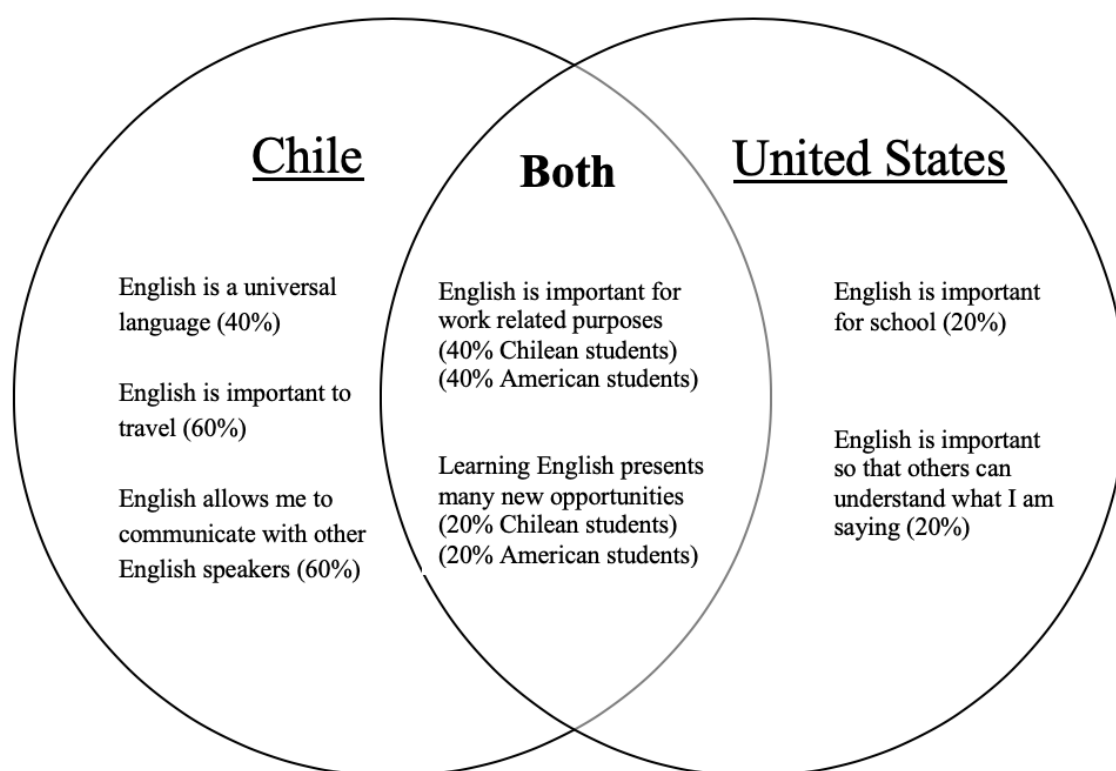 Chile
English is a universal
language (40%)
English is important to
travel (60%)
English allows me to
communicate with other
English speakers (60%)
Both
English is important for
work related purposes
(40% Chilean students)
(40% American students)
Learning English presents
many new opportunities
(20% Chilean students)
(20% American students)
United States
English is important
for school (20%)
English is important
so that others can
understand what I am
saying (20%)